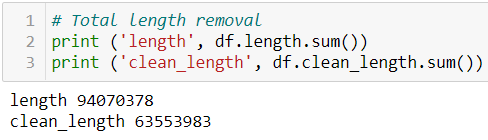 1 # Total length removal
2 print ('length', df.length.sum())
3 print ('clean_length', df.clean_length.sum())
length 94070378
clean_length 63553983